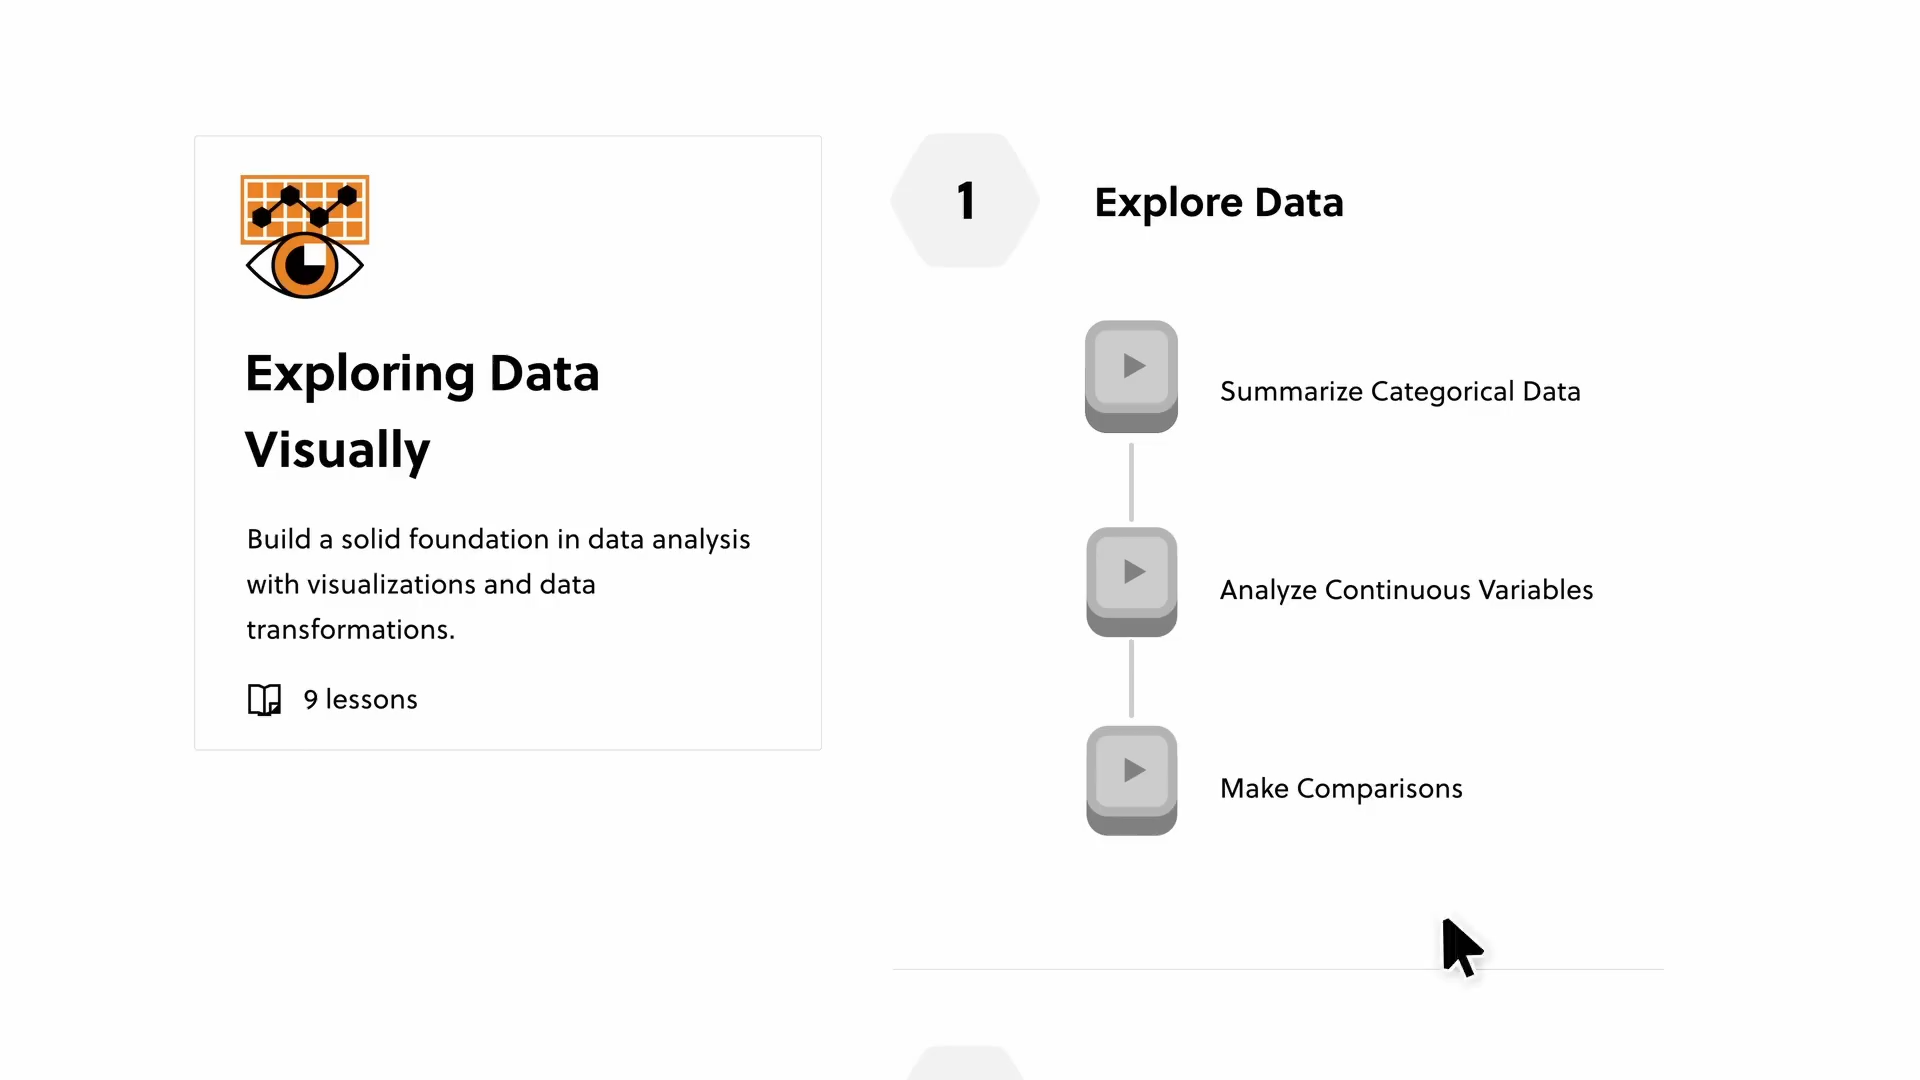 Exploring Data
Visually
Build a solid foundation in data analysis
with visualizations and data
transformations.
9 lessons
1
Explore Data
Summarize Categorical Data
Analyze Continuous Variables
Make Comparisons